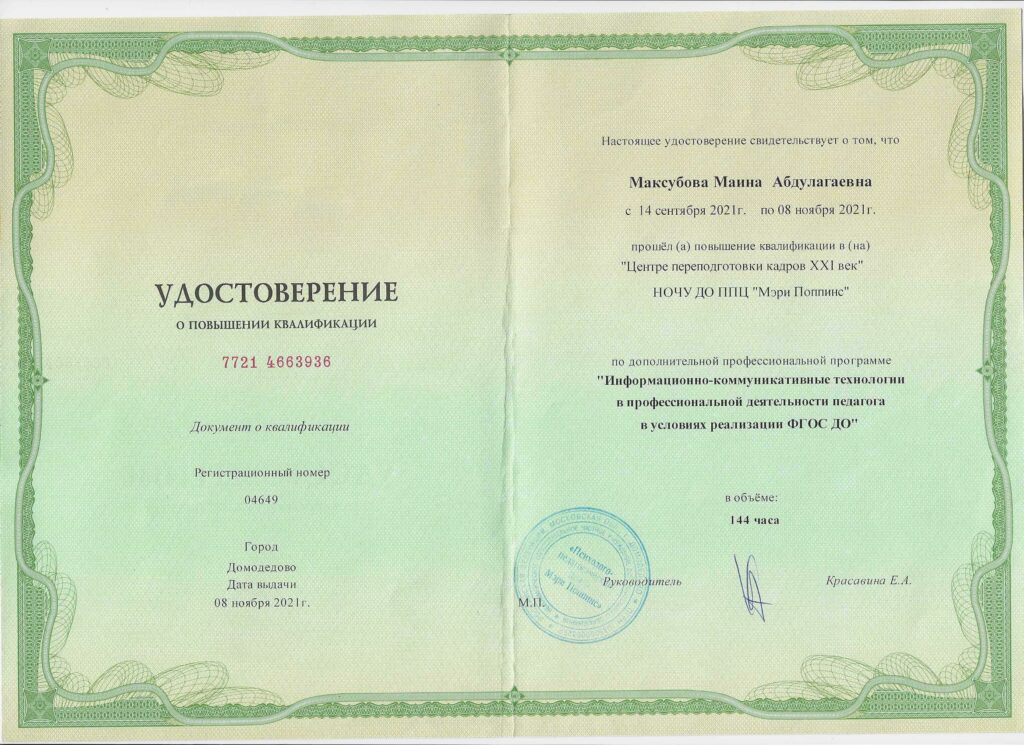 УДОСТОВЕРЕНИЕ
О ПОВЫШЕНИИ КВАЛИФИКАЦИИ
7721 4663936
Документ о квалификации
Регистрационный номер
04649
Город
Домодедово
Дата выдачи
08 ноября 2021г.
Настоящее удостоверение свидетельствует о том, что
Максубова Маина Абдулагаевна
с 14 сентября 2021г. по 08 ноября 2021г.
прошёл (а) повышение квалификации в (на)
"Центре переподготовки кадров XXI век"
НОЧУ ДО ППЦ "Мэри Поппинс"
по дополнительной профессиональной программе
"Информационно-коммуникативные технологии
в профессиональной деятельности педагога
в условиях реализации ФГОС ДО"
в объёме:
144 часа
«Психолого-
Мэри Поппинс»
М.П.
Руководитель
Красавина Е.А.